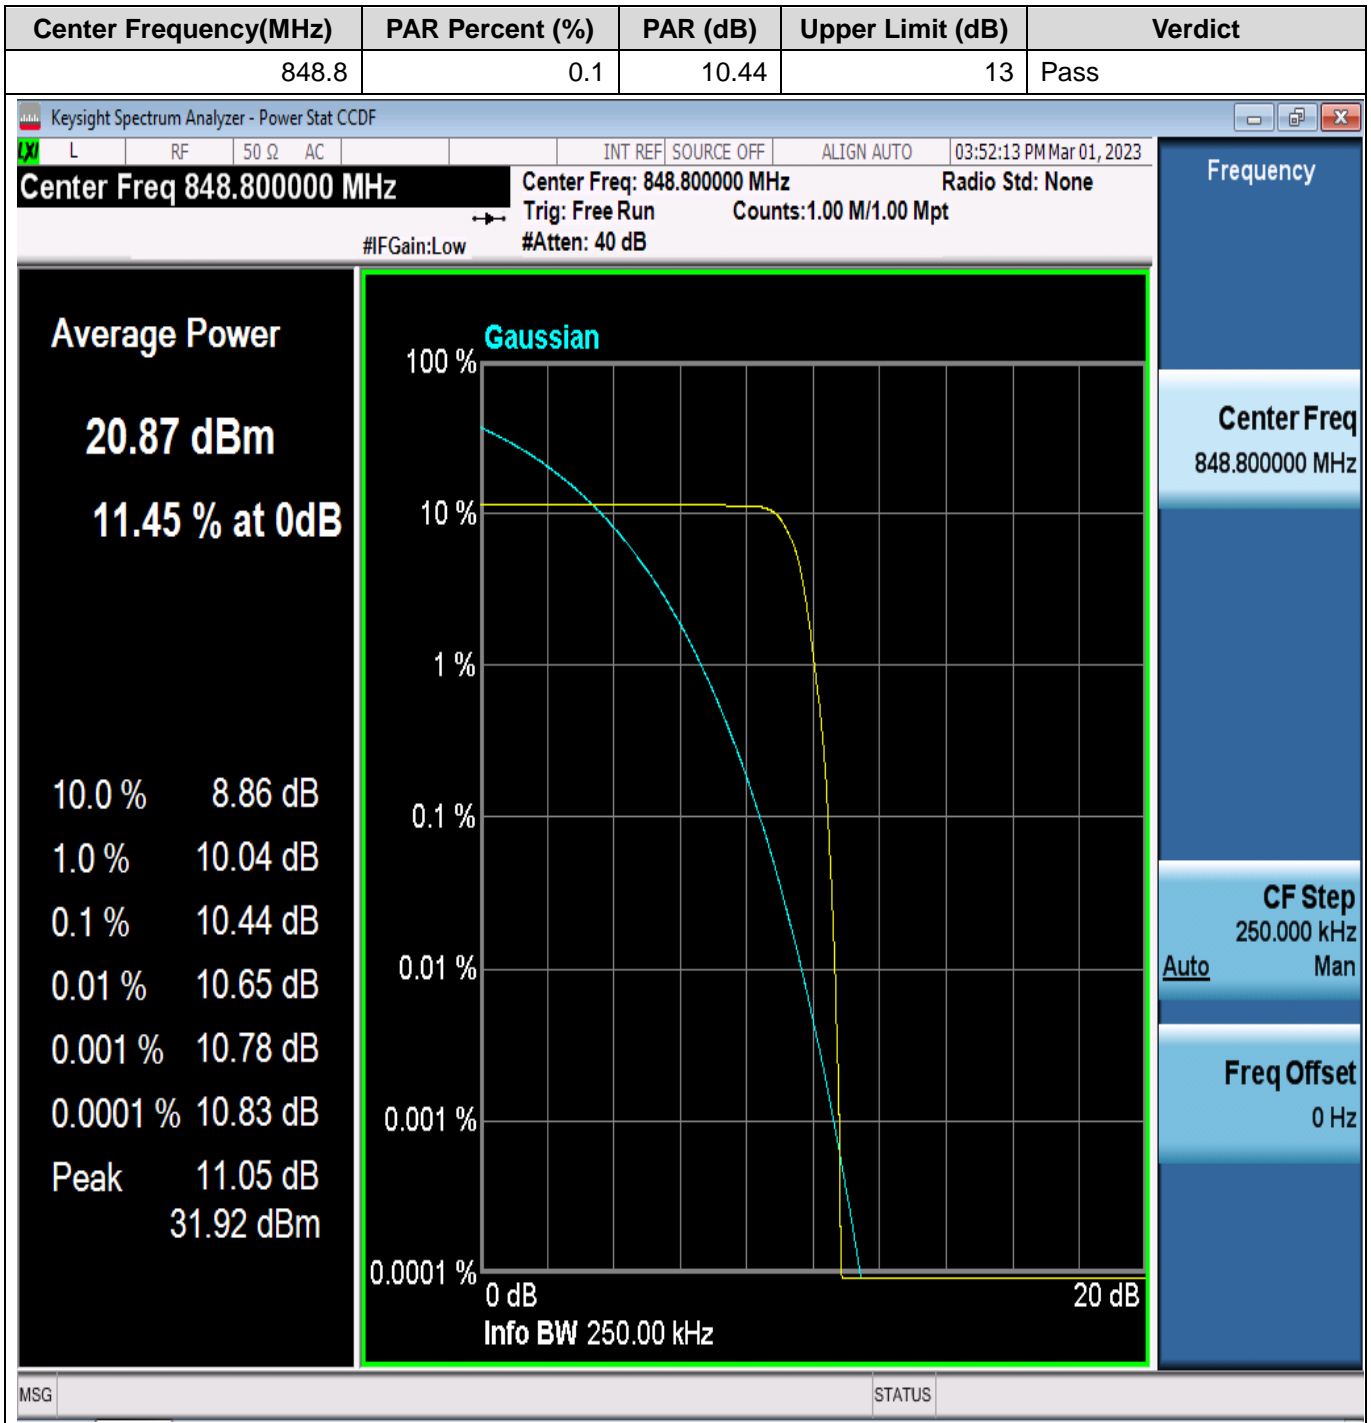 Center Frequency(MHz) PAR Percent (%) PAR (dB) Upper Limit (dB) Verdict
848.8 0.1 10.44 13 Pass
Keysight Spectrum Analyzer - Power Stat CCDF
LXI L RF 50 Ω AC INT REF SOURCE OFF ALIGN AUTO 03:52:13 PM Mar 01, 2023
Center Freq 848.800000 MHz
Center Freq: 848.800000 MHz Radio Std: None
Trig: Free Run Counts:1.00 M/1.00 Mpt
#IFGain:Low #Atten: 40 dB
Average Power
20.87 dBm
11.45 % at 0dB
10.0 % 8.86 dB
1.0 % 10.04 dB
0.1 % 10.44 dB
0.01 % 10.65 dB
0.001 % 10.78 dB
0.0001 % 10.83 dB
Peak 11.05 dB
31.92 dBm
Gaussian
100 %
10 %
1 %
0.1 %
0.01 %
0.001 %
0.0001 %
0 dB 20 dB
Info BW 250.00 kHz
Frequency
Center Freq
848.800000 MHz
CF Step
250.000 kHz
Auto Man
Freq Offset
0 Hz
MSG STATUS